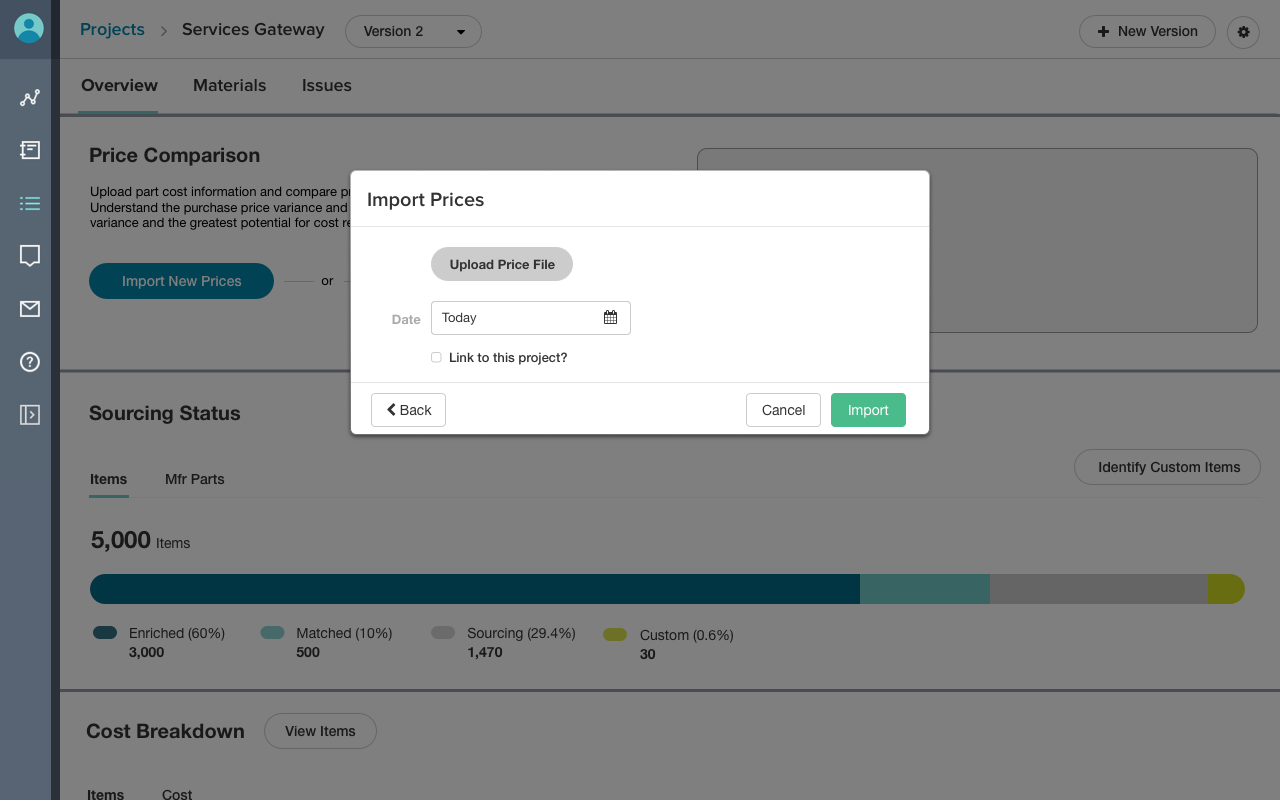 Projects > Services Gateway Version 2 + New Version
Overview Materials Issues
Price Comparison
Upload part cost information and compare
Understand the purchase price variance and
variance and the greatest potential for cost
Import New Prices or
Import Prices
Upload Price File
Date Today
Link to this project?
Back Cancel Import
Sourcing Status
Items Mfr Parts Identify Custom Items
5,000 Items
Enriched (60%) Matched (10%) Sourcing (29.4%) Custom (0.6%)
3,000 500 1,470 30
Cost Breakdown View Items
Items Cost